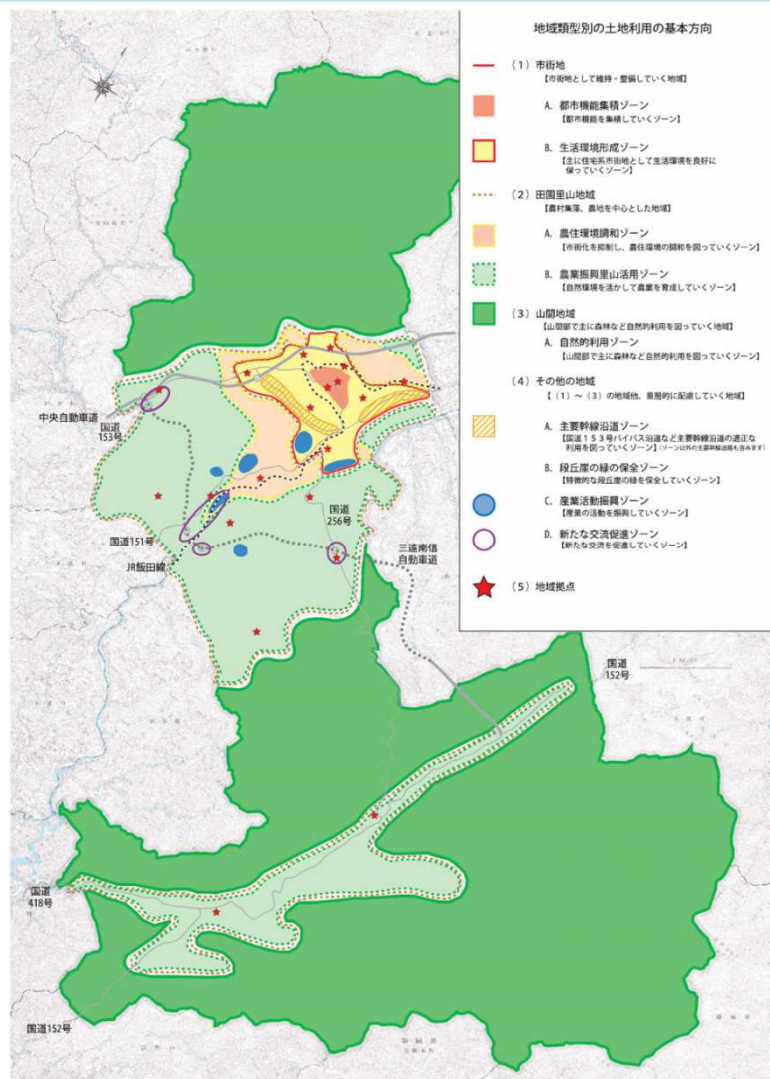 地域類型別の土地利用の基本方向
（１）市街地
【市街地として維持・整備していく地域】
A. 都市機能集積ゾーン
【都市機能を集積していくゾーン】
B. 生活環境形成ゾーン
【主に住宅系市街地として生活環境を良好に
保っていくゾーン】
（２）田園里山地域
【農村集落、農地を中心とした地域】
A. 農住環境調和ゾーン
【市街化を抑制し、農住環境の調和を図っていくゾーン】
B. 農業振興里山活用ゾーン
【自然環境を活かして農業を育成していくゾーン】
（３）山間地域
【山間部で主に森林など自然的利用を図っていく地域】
A. 自然的利用ゾーン
【山間部で主に森林など自然的利用を図っていくゾーン】
（４）その他の地域
【（１）～（３）の地域他、重層的に配慮していく地域】
A. 主要幹線沿道ゾーン
【国道１５３号バイパス沿道など主要幹線沿道の適正な
利用を図っていくゾーン】（ゾーン以外の主要幹線道路も含みます）
B. 段丘崖の緑の保全ゾーン
【特徴的な段丘崖の緑を保全していくゾーン】
C. 産業活動振興ゾーン
【産業の活動を振興していくゾーン】
D. 新たな交流促進ゾーン
【新たな交流を促進していくゾーン】
（５）地域拠点
中央自動車道
国道
153号
国道151号
JR飯田線
国道
256号
三遠南信
自動車道
国道
152号
国道
418号
国道152号